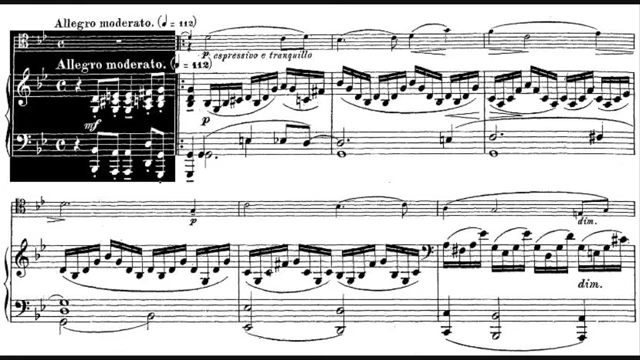 Allegro moderato. (♩ = 112)
p espressivo e tranquillo
Allegro moderato. (♩ = 112)
mf
p
p
dim.
dim.